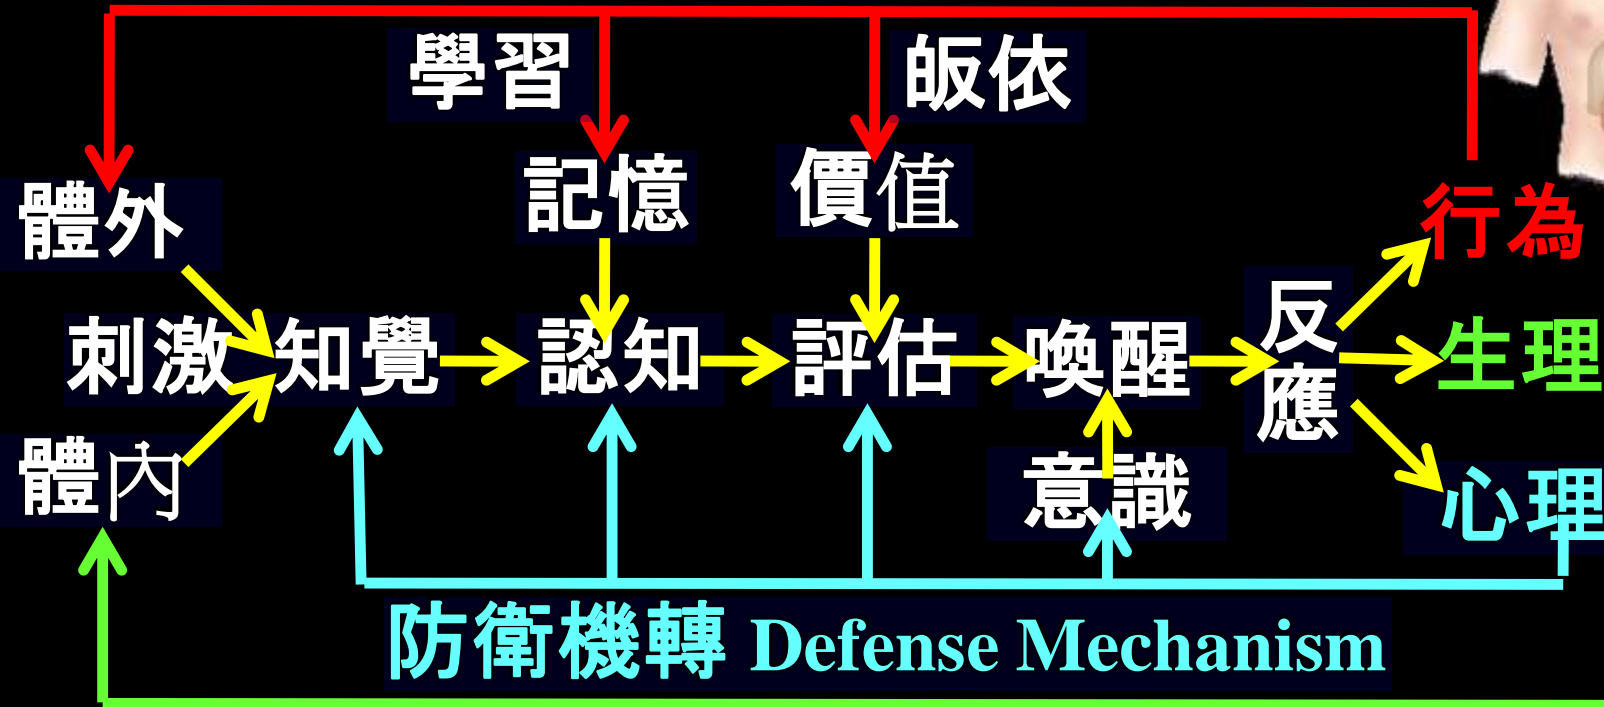 學習
皈依
記憶
價值
體外
行為
刺激
知覺
認知
評估
喚醒
反應
生理
體內
意識
心理
防衛機轉 Defense Mechanism